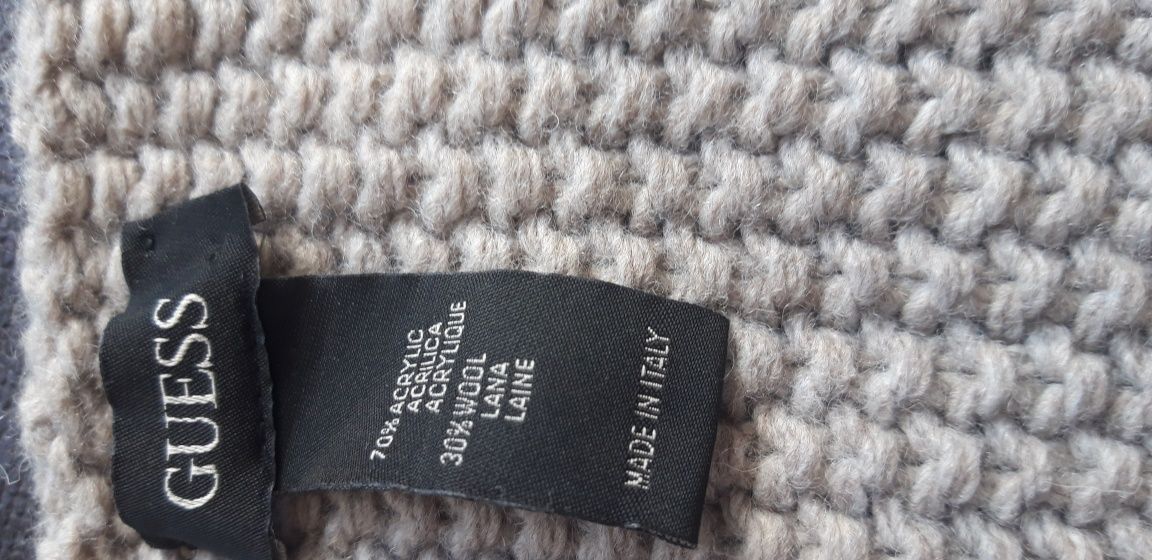 GUESS
70% ACRYLIC
ACRILICA
ACRYLIQUE
30% WOOL
LANA
LAINE
MADE IN ITALY